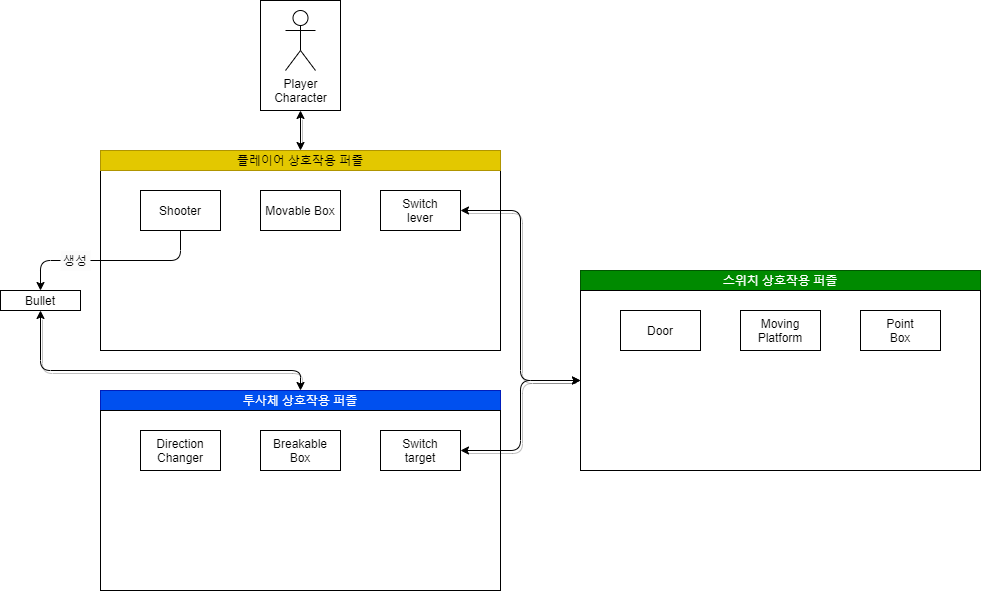 Player
Character
플레이어 상호작용 퍼즐
Shooter
Movable Box
Switch
lever
생성
Bullet
스위치 상호작용 퍼즐
Door
Moving
Platform
Point
Box
투사체 상호작용 퍼즐
Direction
Changer
Breakable
Box
Switch
target